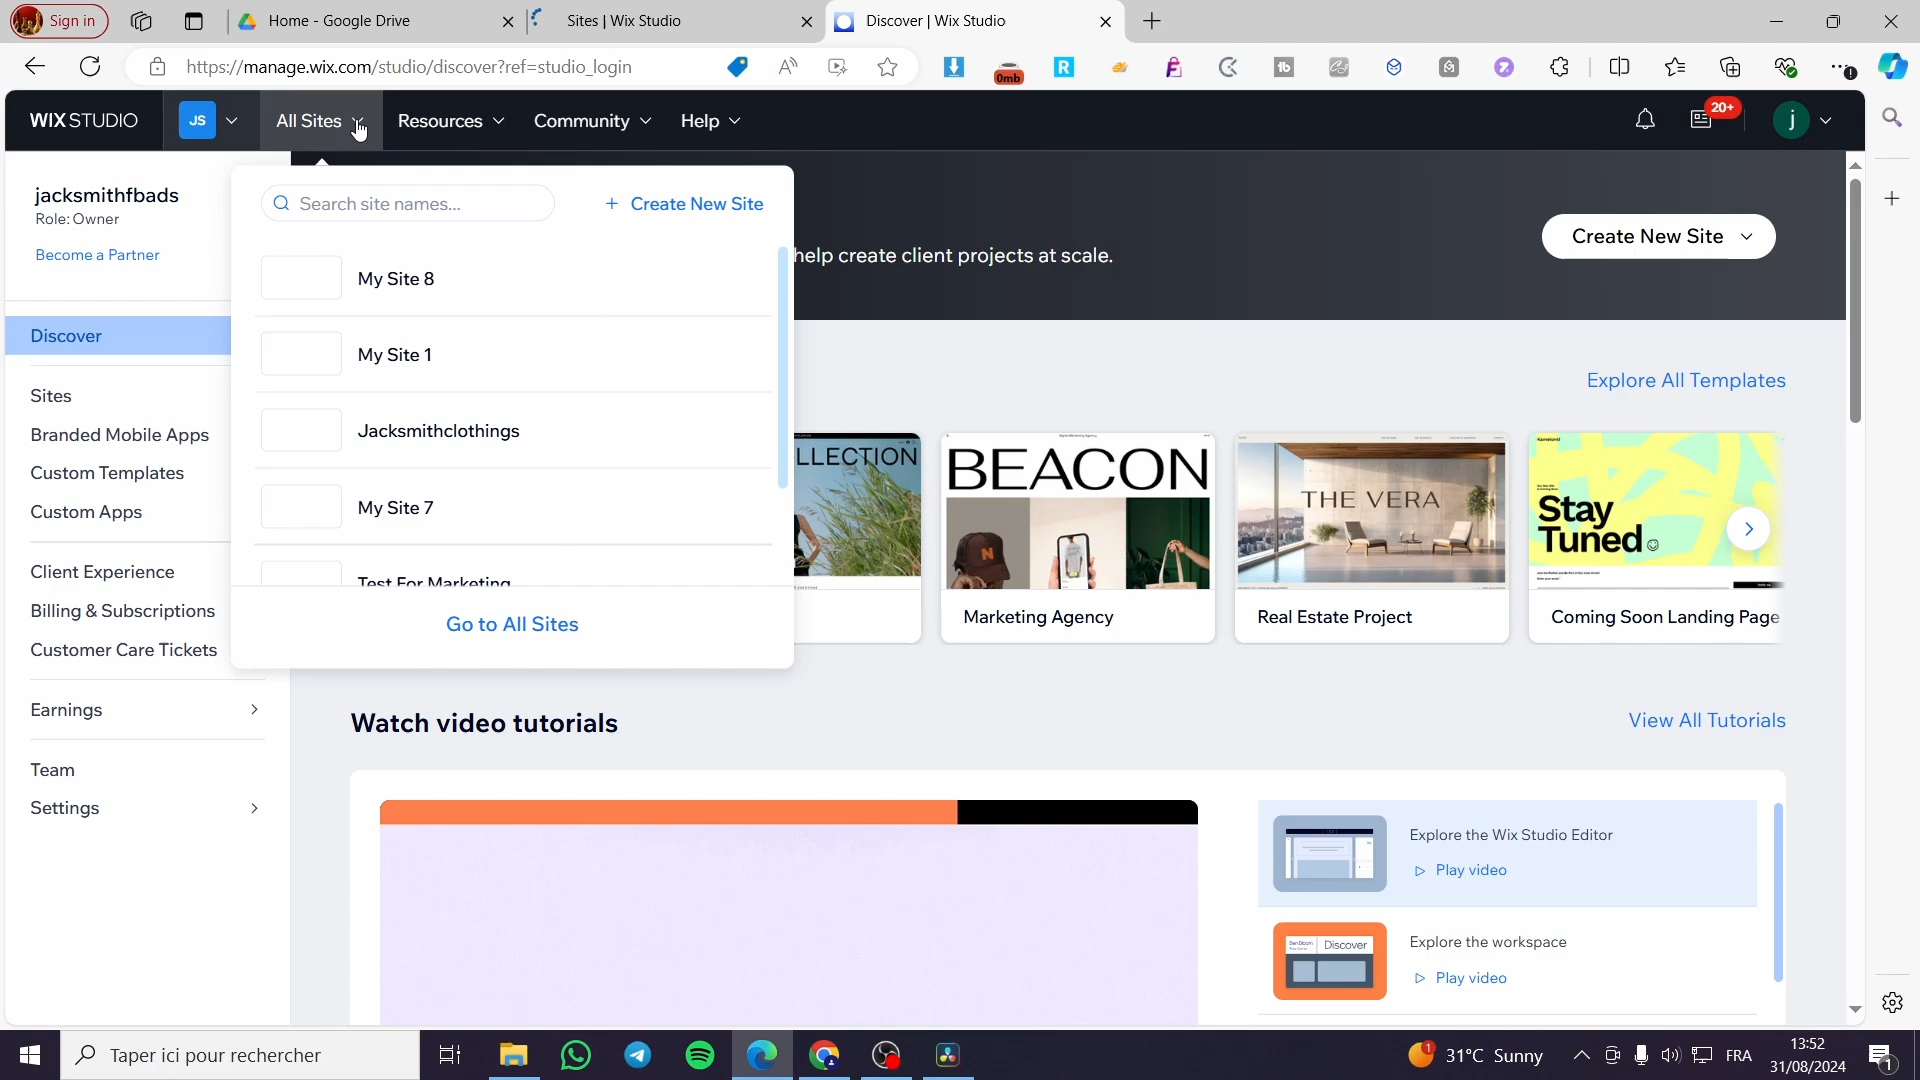 Sign in
Home - Google Drive
Sites | Wix Studio
Discover | Wix Studio
https://manage.wix.com/studio/discover?ref=studio_login
0mb
R
tb
WIX STUDIO
JS
All Sites
Resources
Community
Help
20+
j
jacksmithfbads
Role: Owner
Become a Partner
Search site names...
+ Create New Site
help create client projects at scale.
Create New Site
Discover
My Site 8
My Site 1
Explore All Templates
Sites
Branded Mobile Apps
Jacksmithclothings
Custom Templates
Custom Apps
My Site 7
LLECTION
BEACON
THE VERA
Stay
Tuned
Client Experience
Test For Marketing
Billing & Subscriptions
Go to All Sites
Marketing Agency
Real Estate Project
Coming Soon Landing Page
Customer Care Tickets
Earnings
Watch video tutorials
View All Tutorials
Team
Settings
Explore the Wix Studio Editor
Play video
Discover
Explore the workspace
Play video
Taper ici pour rechercher
1
31°C Sunny
FRA
13:52
31/08/2024
1